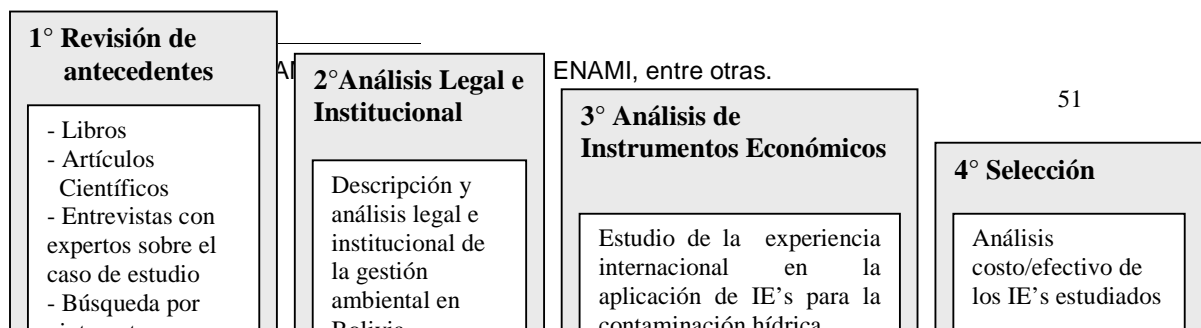 1° Revisión de
antecedentes
- Libros
- Artículos
Científicos
- Entrevistas con
expertos sobre el
caso de estudio
- Búsqueda por
2°Análisis Legal e
Institucional
Descripción y
análisis legal e
institucional de
la gestión
ambiental en
Bolivia
ENAMI, entre otras.
51
3° Análisis de
Instrumentos Económicos
Estudio de la experiencia
internacional en la
aplicación de IE's para la
contaminación hídrica
4° Selección
Análisis
costo/efectivo de
los IE's estudiados